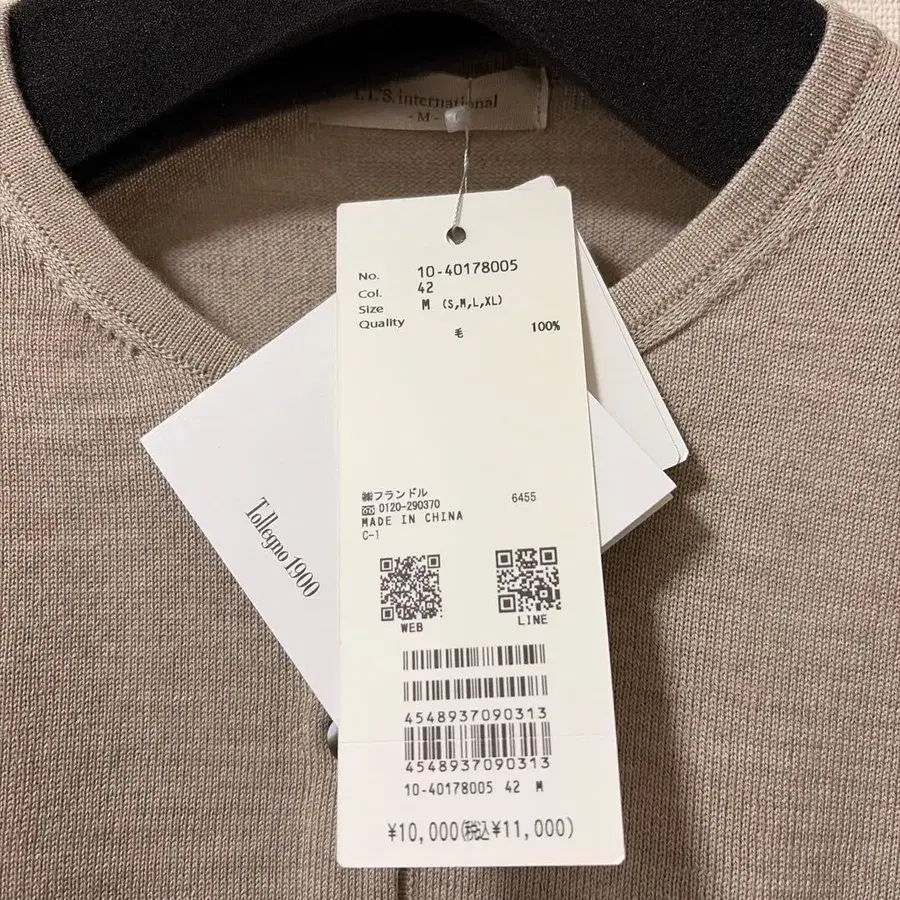 I.T.'S. international
- M -
No. 10-40178005
Col. 42
Size M (S,M,L,XL)
Quality
毛 100%
㈱フランドル 6455
0120-290370
MADE IN CHINA
C-1
WEB LINE
4548937090313
4548937090313
10-40178005 42 M
¥10,000(税込¥11,000)
Tollegno 1900